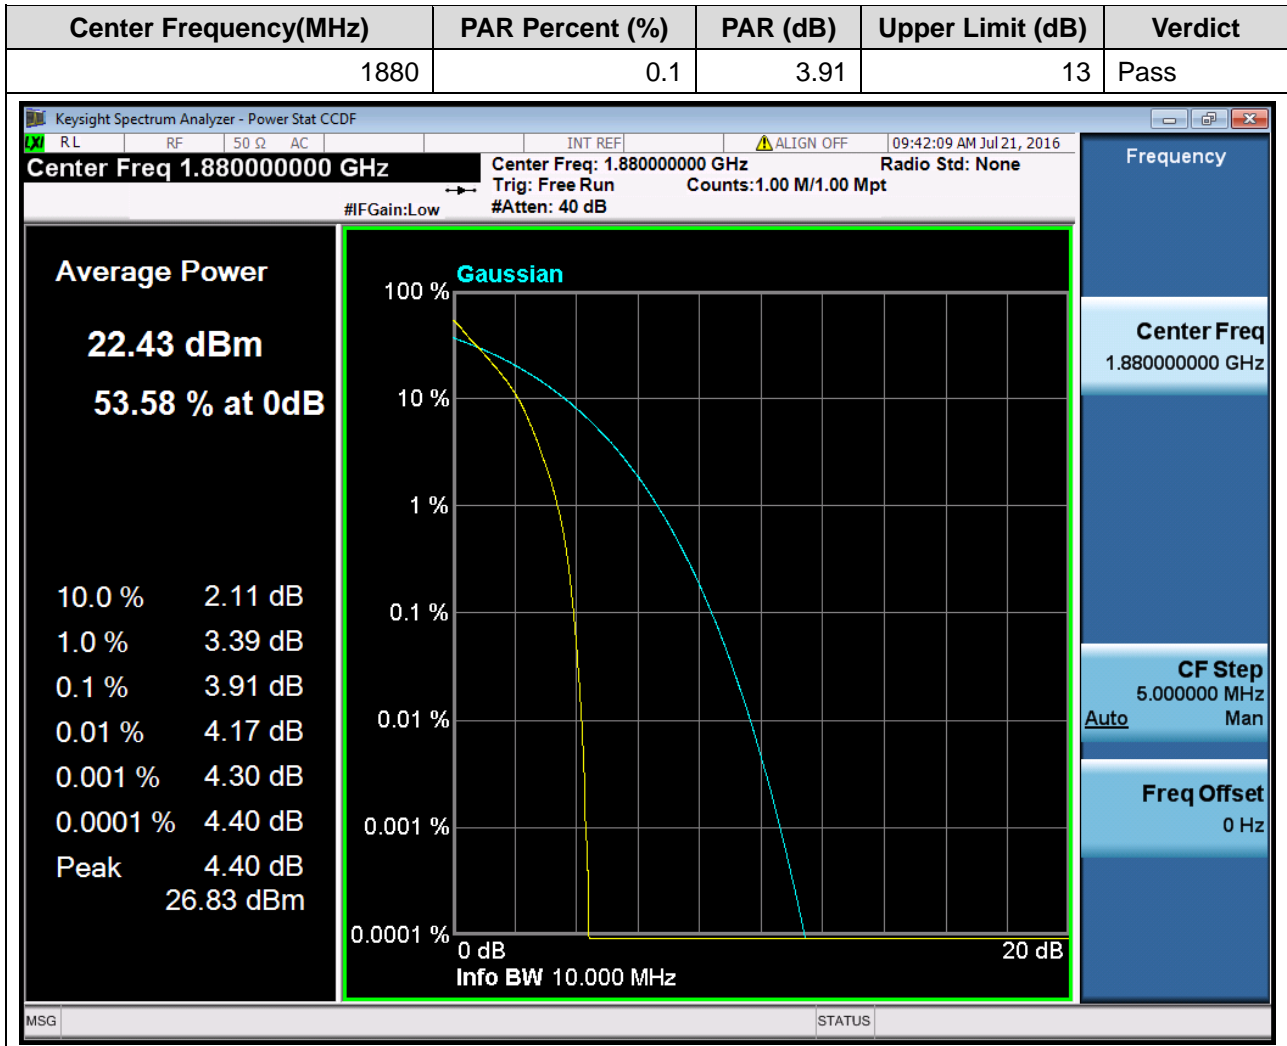 Center Frequency(MHz) PAR Percent (%) PAR (dB) Upper Limit (dB) Verdict
1880 0.1 3.91 13 Pass
Keysight Spectrum Analyzer - Power Stat CCDF
LXI RL RF 50 Ω AC INT REF ALIGN OFF 09:42:09 AM Jul 21, 2016
Center Freq 1.880000000 GHz
Center Freq: 1.880000000 GHz Radio Std: None
Trig: Free Run Counts:1.00 M/1.00 Mpt
#IFGain:Low #Atten: 40 dB
Average Power
22.43 dBm
53.58 % at 0dB
10.0 % 2.11 dB
1.0 % 3.39 dB
0.1 % 3.91 dB
0.01 % 4.17 dB
0.001 % 4.30 dB
0.0001 % 4.40 dB
Peak 4.40 dB
26.83 dBm
Gaussian
100 %
10 %
1 %
0.1 %
0.01 %
0.001 %
0.0001 %
0 dB 20 dB
Info BW 10.000 MHz
Frequency
Center Freq
1.880000000 GHz
CF Step
5.000000 MHz
Auto Man
Freq Offset
0 Hz
MSG STATUS